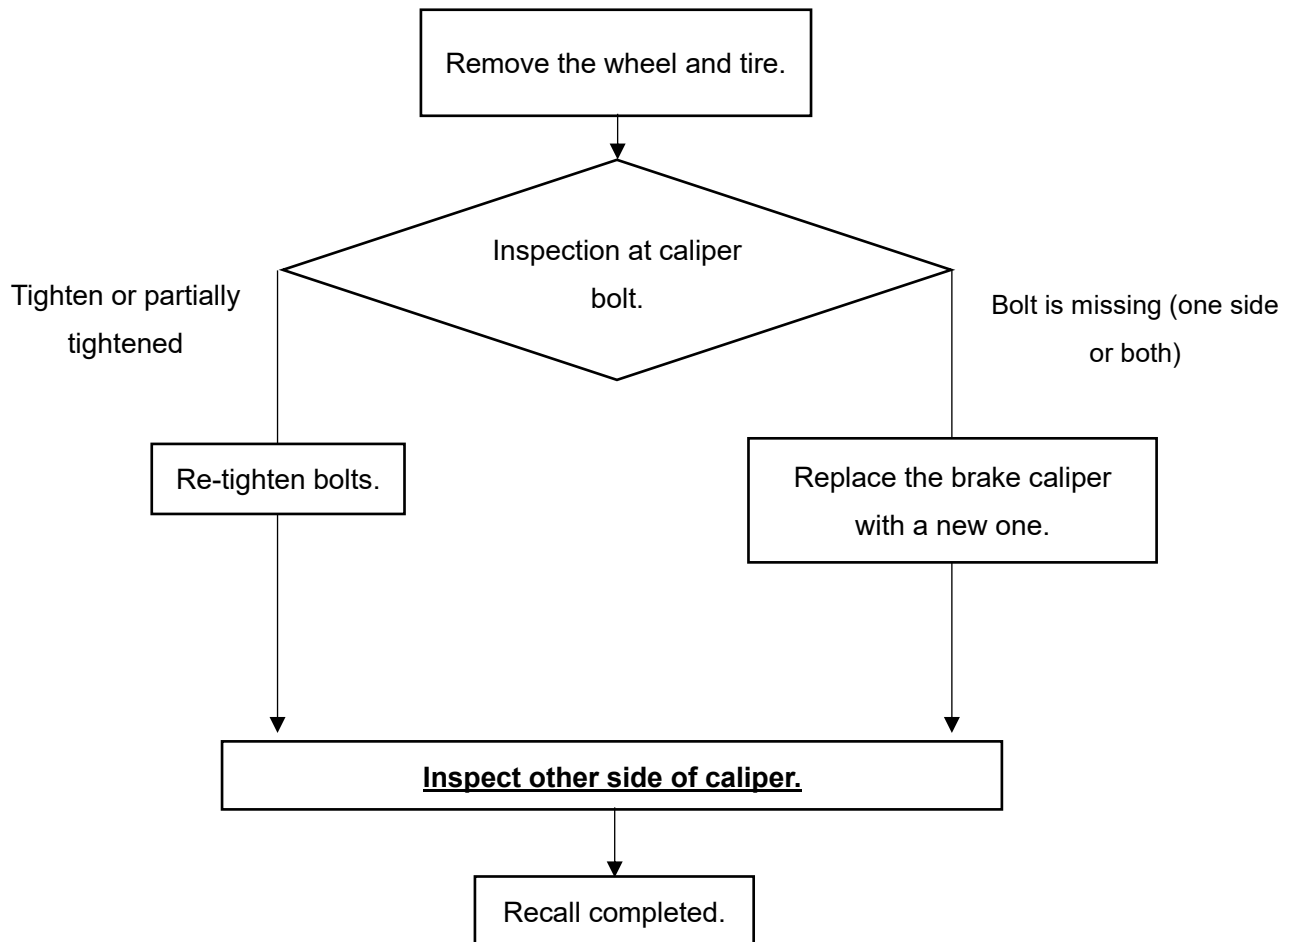 Remove the wheel and tire.
Inspection at caliper
bolt.
Tighten or partially
tightened
Bolt is missing (one side
or both)
Re-tighten bolts.
Replace the brake caliper
with a new one.
Inspect other side of caliper.
Recall completed.